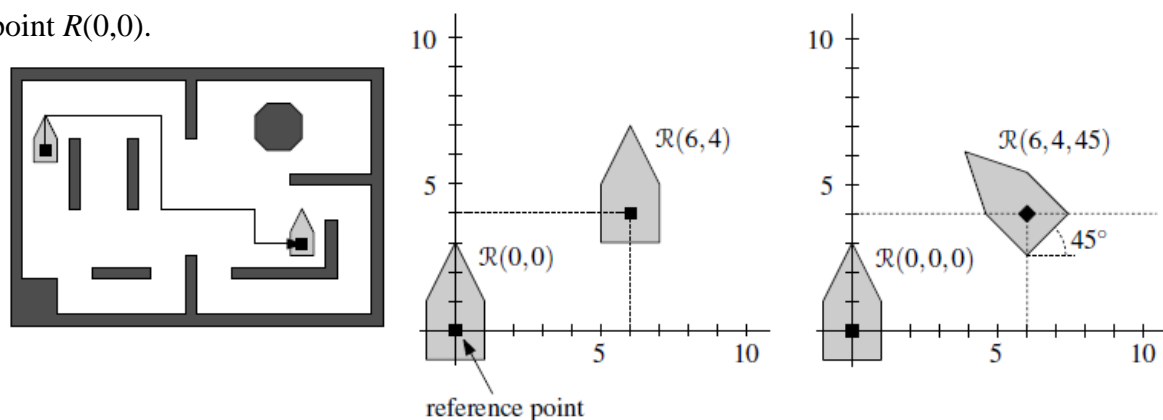 point R(0,0).
10
5
ℛ(6,4)
ℛ(0,0)
5
10
reference point
10
5
ℛ(6,4,45)
45°
ℛ(0,0,0)
5
10